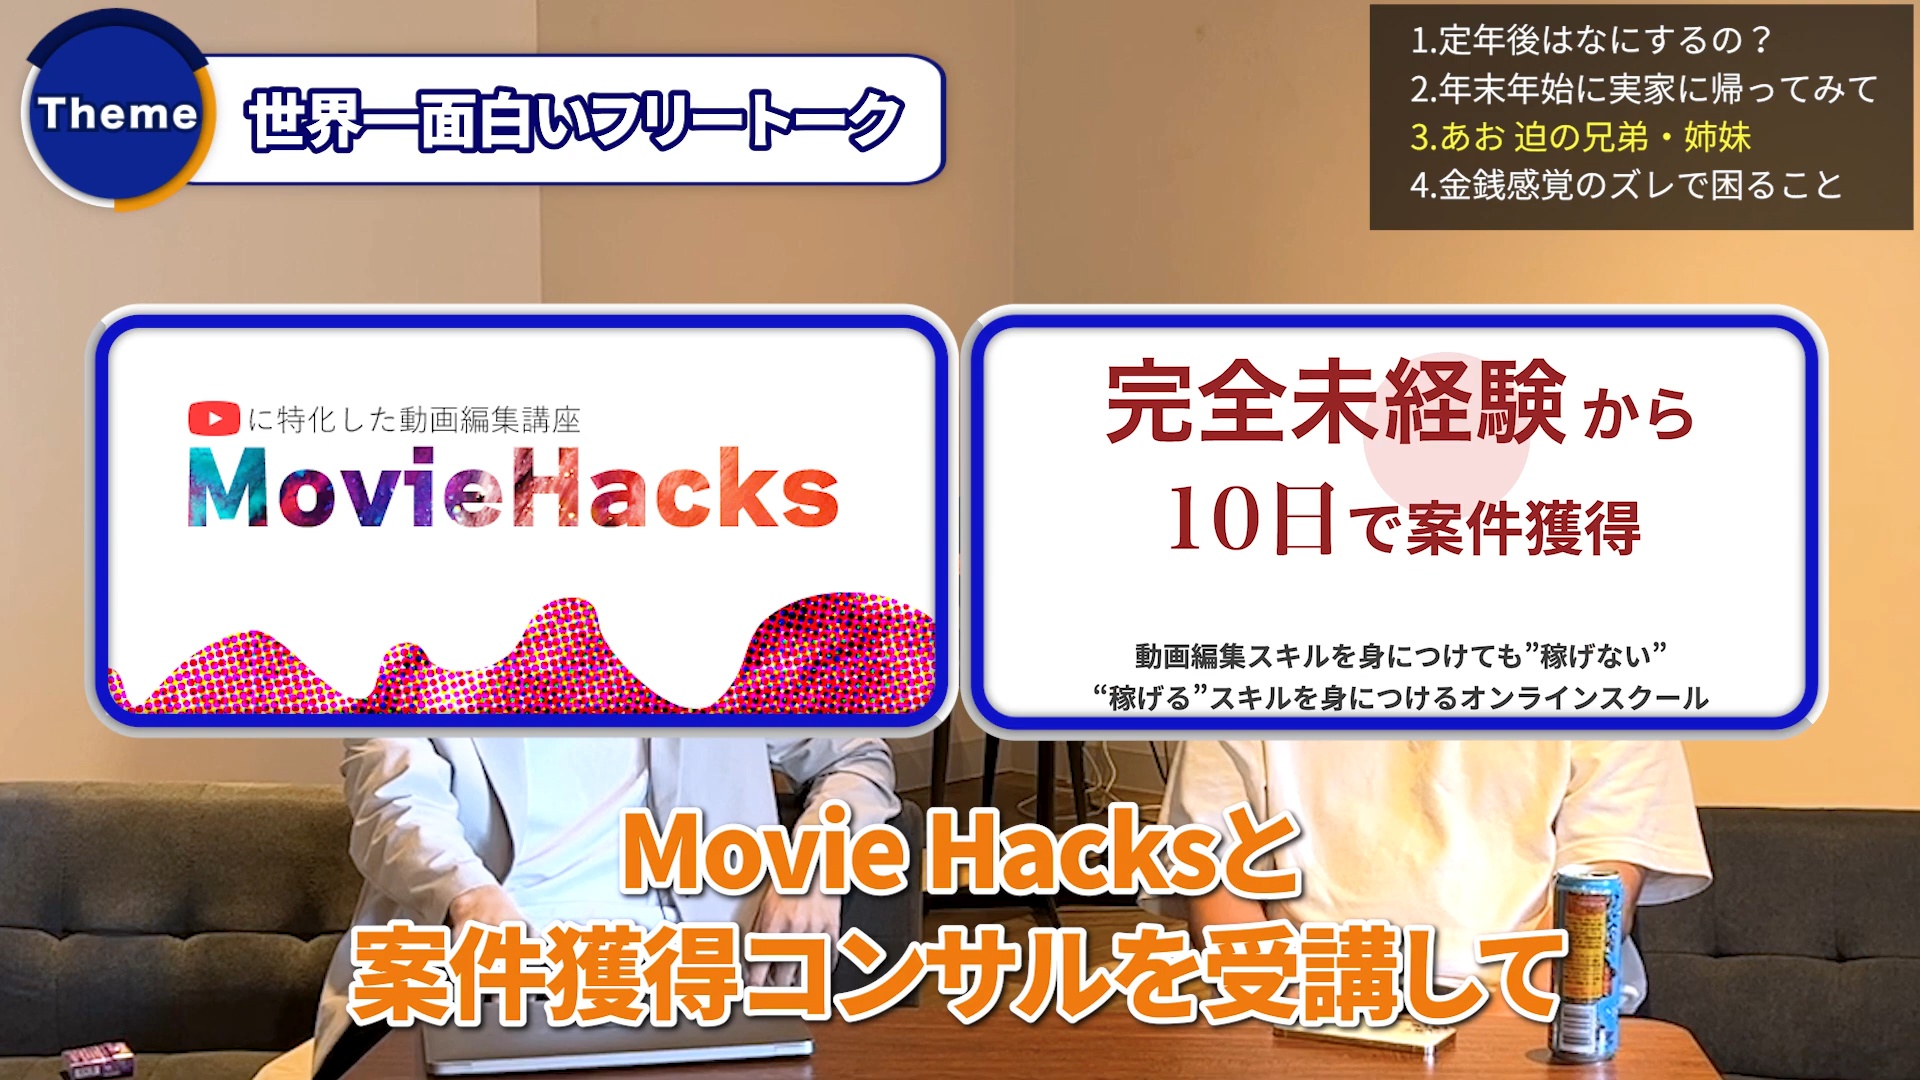 Theme
世界一面白いフリートーク
1.定年後はなにするの？
2.年末年始に実家に帰ってみて
3.あお 迫の兄弟・姉妹
4.金銭感覚のズレで困ること
に特化した動画編集講座
MovieHacks
完全未経験から
10日で案件獲得
動画編集スキルを身につけても”稼げない”
“稼げる”スキルを身につけるオンラインスクール
Movie Hacksと
案件獲得コンサルを受講して